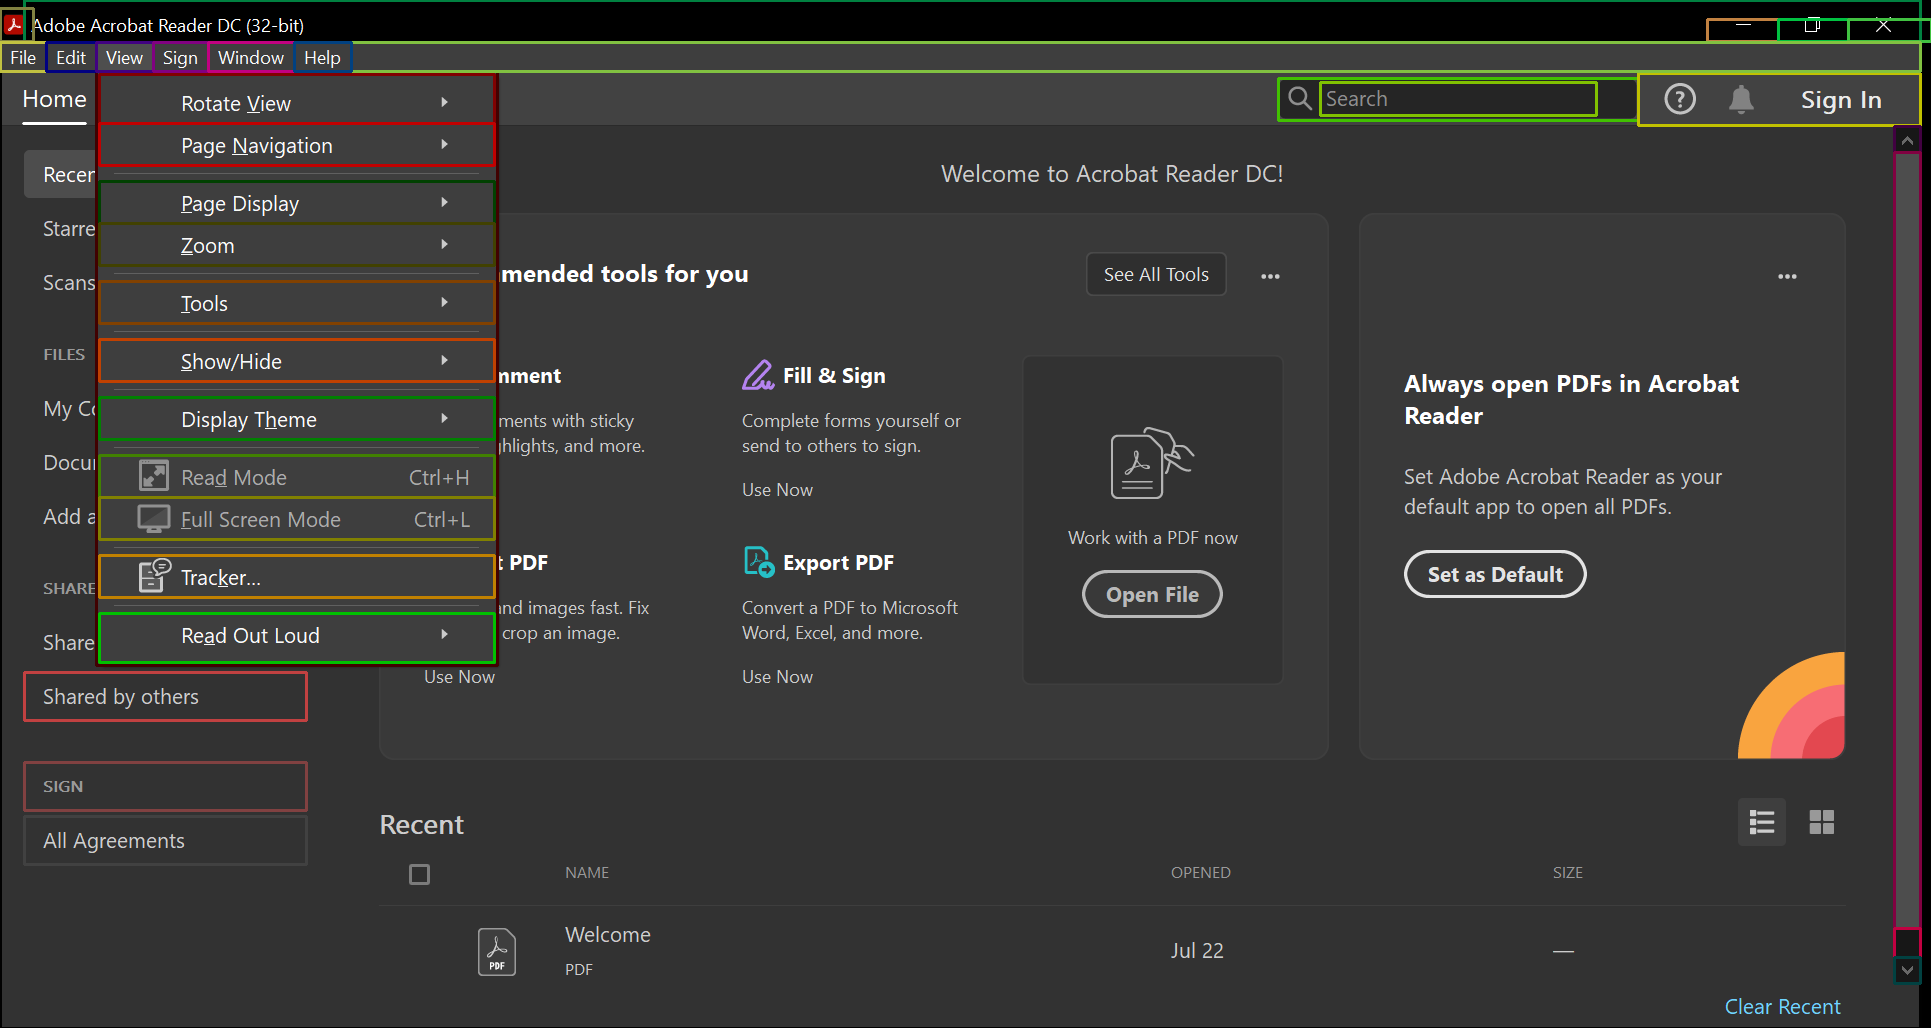 Adobe Acrobat Reader DC (32-bit)
File Edit View Sign Window Help
Home
Search
Sign In
Rotate View
Page Navigation
Page Display
Zoom
Tools
Show/Hide
Display Theme
Read Mode Ctrl+H
Full Screen Mode Ctrl+L
Tracker...
Read Out Loud
Recen
Starre
Scans
FILES
My Co
Docu
Add a
SHARE
Share
Shared by others
SIGN
All Agreements
Welcome to Acrobat Reader DC!
mended tools for you
See All Tools
mment
ments with sticky
hlights, and more.
Fill & Sign
Complete forms yourself or
send to others to sign.
Use Now
t PDF
and images fast. Fix
crop an image.
Use Now
Export PDF
Convert a PDF to Microsoft
Word, Excel, and more.
Use Now
Work with a PDF now
Open File
Always open PDFs in Acrobat
Reader
Set Adobe Acrobat Reader as your
default app to open all PDFs.
Set as Default
Recent
NAME OPENED SIZE
Welcome
PDF
PDF
Jul 22
—
Clear Recent